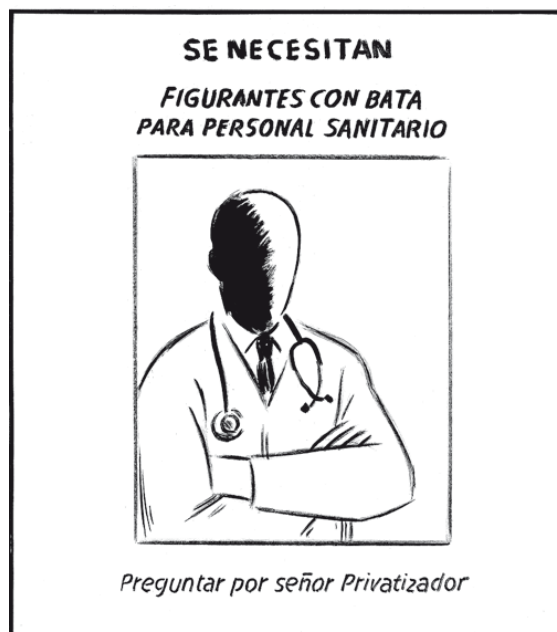 SE NECESITAN
FIGURANTES CON BATA
PARA PERSONAL SANITARIO
Preguntar por señor Privatizador